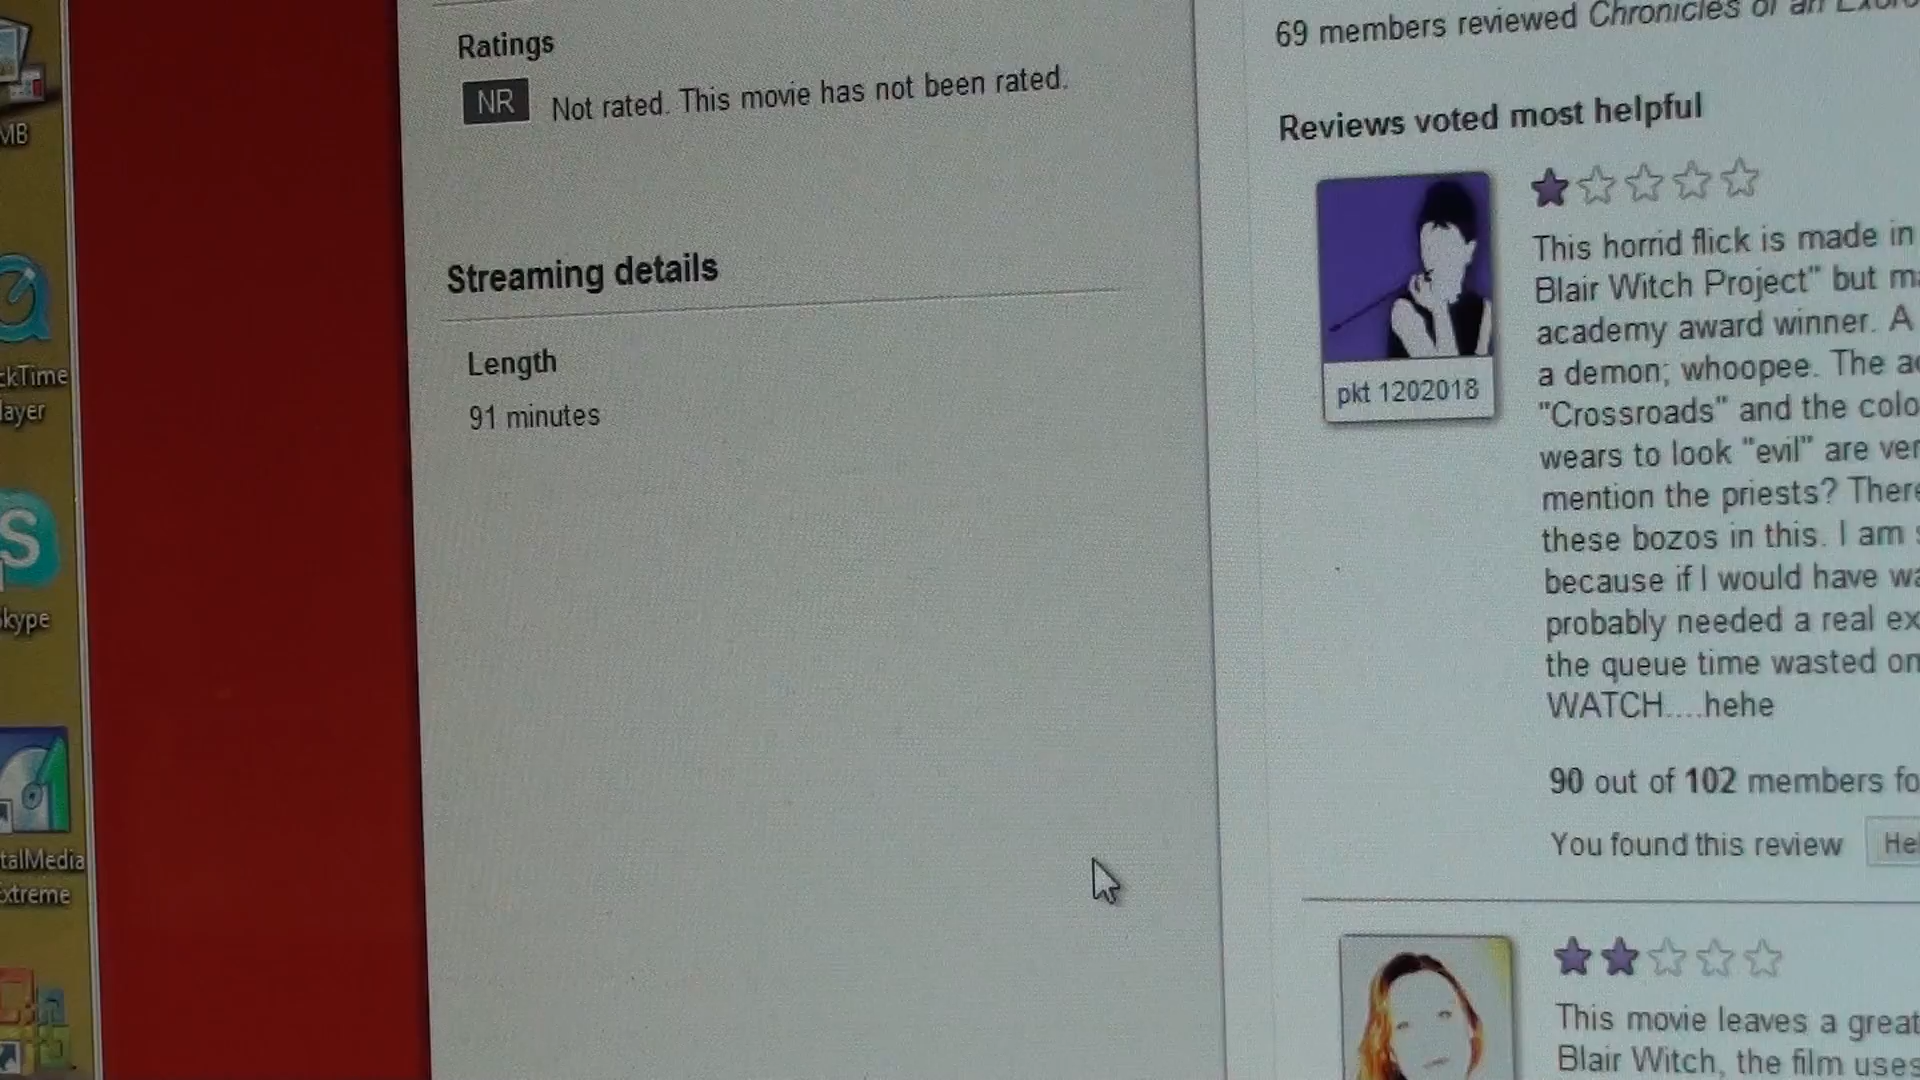 MB
ckTime
layer
kype
talMedia
xtreme
Ratings
NR Not rated. This movie has not been rated.
Streaming details
Length
91 minutes
69 members reviewed Chronicles of an
Reviews voted most helpful
pkt 1202018
This horrid flick is made in
Blair Witch Project" but
academy award winner. A
a demon; whoopee. The
"Crossroads" and the
wears to look "evil" are
mention the priests? There
these bozos in this. I am
because if I would have
probably needed a real
the queue time wasted
WATCH....hehe
90 out of 102 members
You found this review
This movie leaves a great
Blair Witch, the film uses